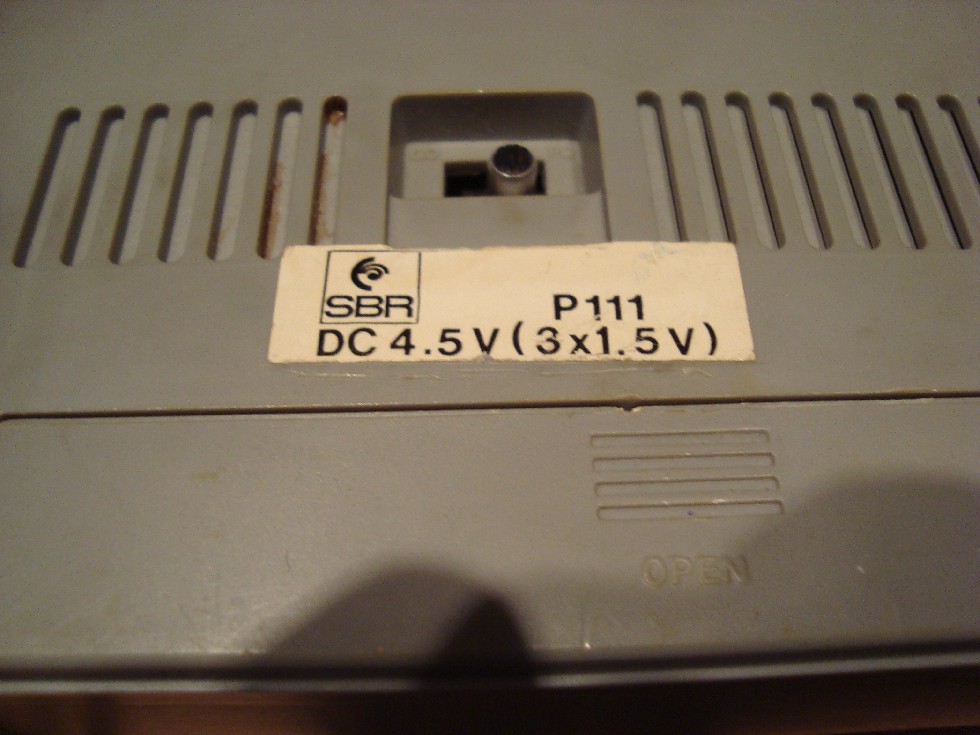 SBR
P111
DC 4.5V (3x1.5V)
OPEN